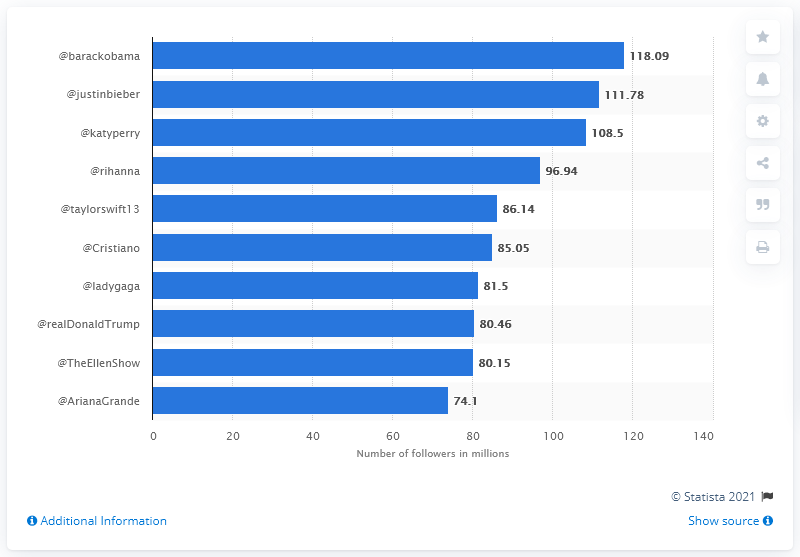 @barackobama 118.09
@justinbieber 111.78
@katyperry 108.5
@rihanna 96.94
@taylorswift13 86.14
@Cristiano 85.05
@ladygaga 81.5
@realDonaldTrump 80.46
@TheEllenShow 80.15
@ArianaGrande 74.1
0 20 40 60 80 100 120 140
Number of followers in millions
© Statista 2021
Additional Information Show source